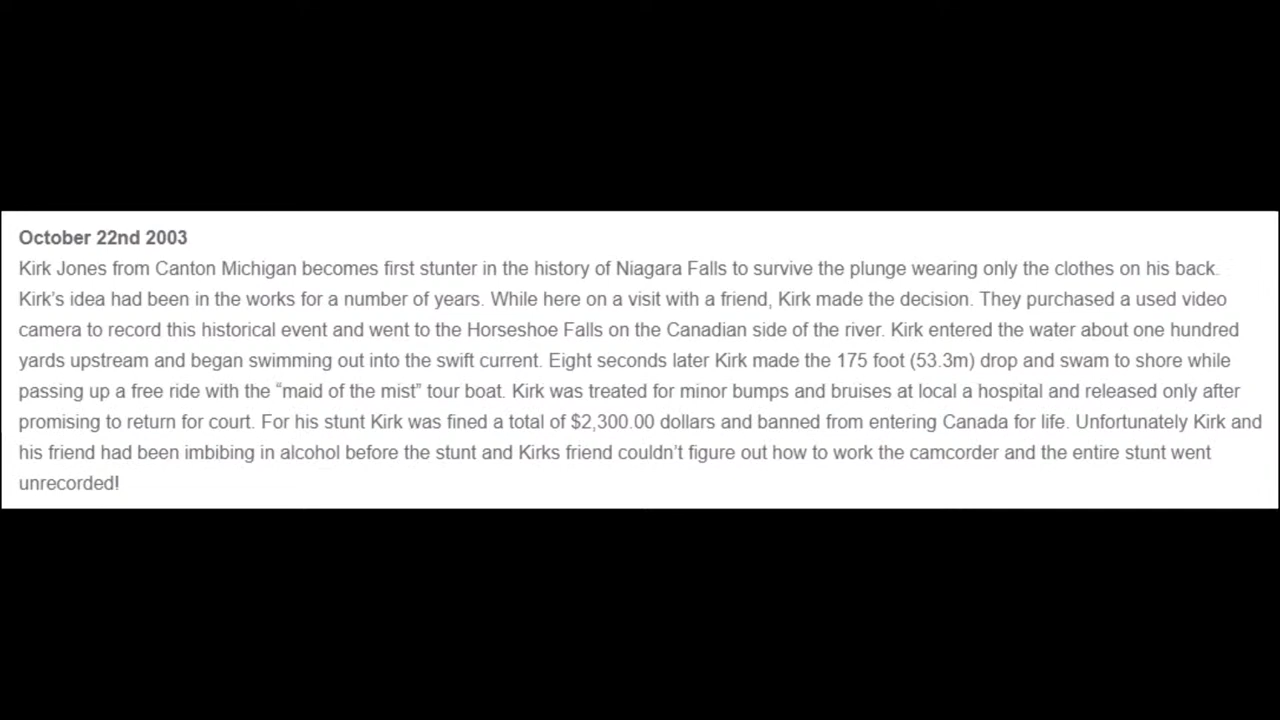 October 22nd 2003
Kirk Jones from Canton Michigan becomes first stunter in the history of Niagara Falls to survive the plunge wearing only the clothes on his back.
Kirk’s idea had been in the works for a number of years. While here on a visit with a friend, Kirk made the decision. They purchased a used video
camera to record this historical event and went to the Horseshoe Falls on the Canadian side of the river. Kirk entered the water about one hundred
yards upstream and began swimming out into the swift current. Eight seconds later Kirk made the 175 foot (53.3m) drop and swam to shore while
passing up a free ride with the “maid of the mist” tour boat. Kirk was treated for minor bumps and bruises at local a hospital and released only after
promising to return for court. For his stunt Kirk was fined a total of $2,300.00 dollars and banned from entering Canada for life. Unfortunately Kirk and
his friend had been imbibing in alcohol before the stunt and Kirks friend couldn’t figure out how to work the camcorder and the entire stunt went
unrecorded!